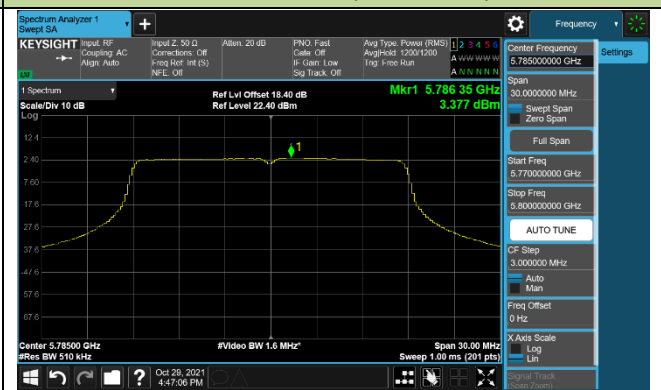 Spectrum Analyzer 1
Swept SA
+
Frequency
KEYSIGHT
Input: RF
Coupling: AC
Align: Auto
Input Z: 50 Ω
Corrections: Off
Freq Ref: Int (S)
NFE: Off
Atten: 20 dB
PNO: Fast
Gate: Off
IF Gain: Low
Sig Track: Off
Avg Type: Power (RMS)
Avg|Hold: 1200/1200
Trig: Free Run
1 2 3 4 5 6
A W W W W W
A N N N N N
1 Spectrum
Scale/Div 10 dB
Log
Ref Lvl Offset 18.40 dB
Ref Level 22.40 dBm
Mkr1 5.786 35 GHz
3.377 dBm
1
12.4
2.40
-7.60
-17.6
-27.6
-37.6
-47.6
-57.6
-67.6
Center 5.78500 GHz
#Res BW 510 kHz
#Video BW 1.6 MHz*
Span 30.00 MHz
Sweep 1.00 ms (201 pts)
Center Frequency
5.785000000 GHz
Settings
Span
30.0000000 MHz
Swept Span
Zero Span
Full Span
Start Freq
5.770000000 GHz
Stop Freq
5.800000000 GHz
AUTO TUNE
CF Step
3.000000 MHz
Auto
Man
Freq Offset
0 Hz
X Axis Scale
Log
Lin
Signal Track
(Span Zoom)
?
Oct 29, 2021
4:47:06 PM